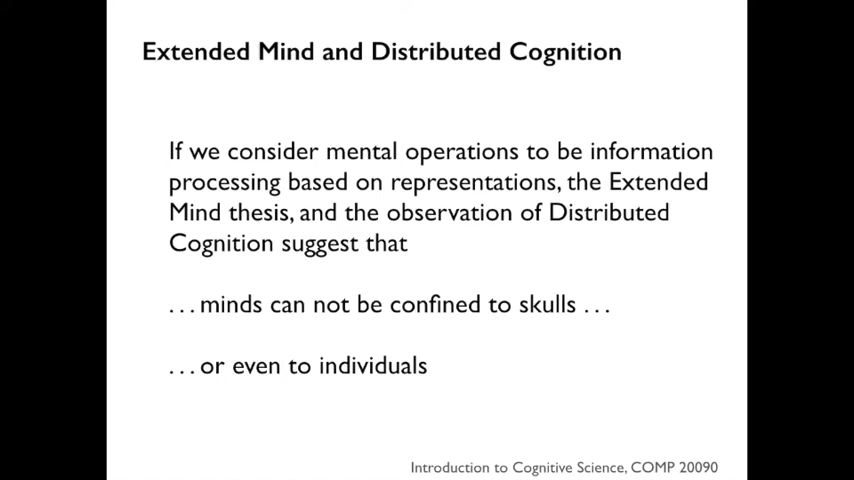 Extended Mind and Distributed Cognition
If we consider mental operations to be information
processing based on representations, the Extended
Mind thesis, and the observation of Distributed
Cognition suggest that
. . . minds can not be confined to skulls . . .
. . . or even to individuals
Introduction to Cognitive Science, COMP 20090